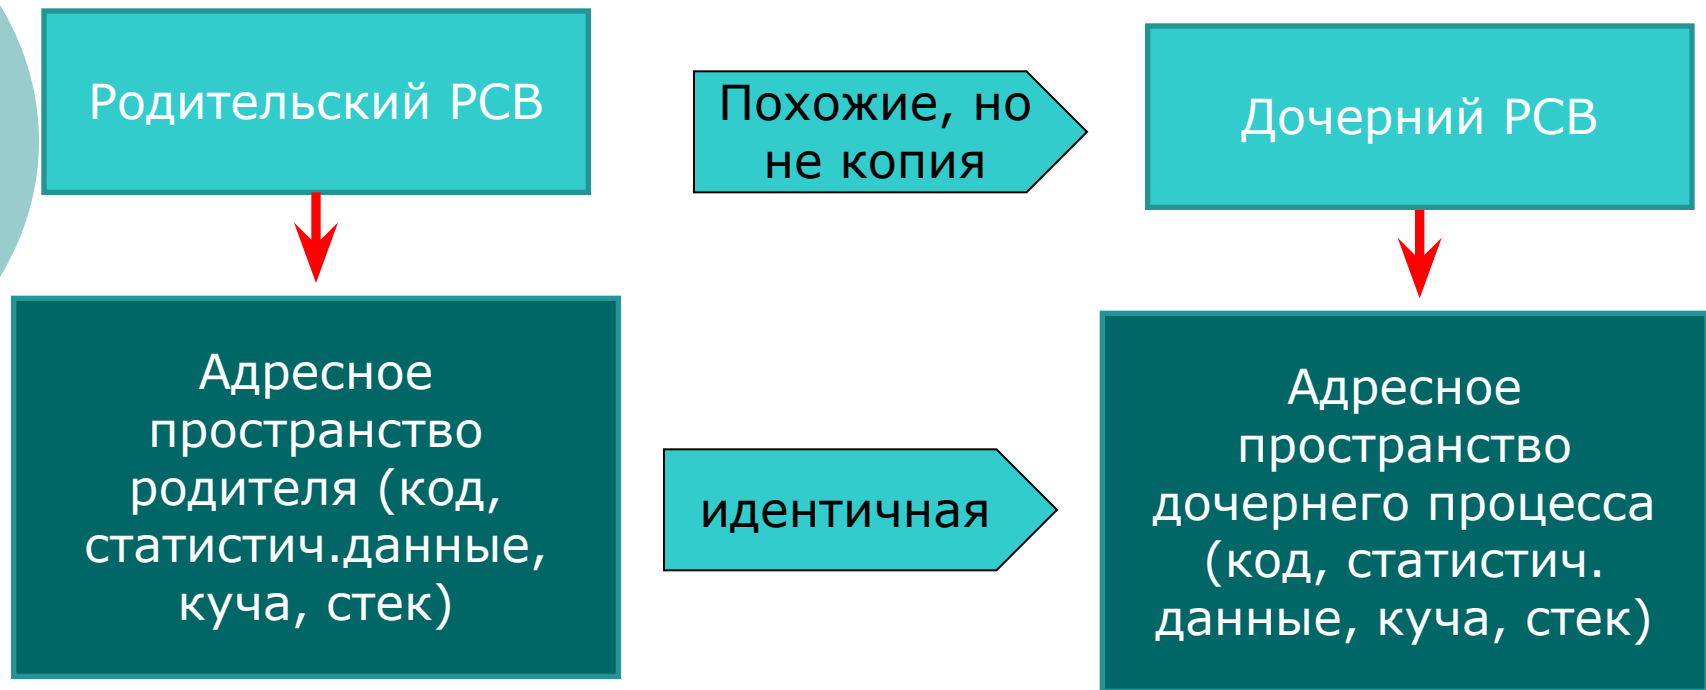 Родительский PCB
Похожие, но
не копия
Дочерний PCB
Адресное
пространство
родителя (код,
статистич.данные,
куча, стек)
идентичная
Адресное
пространство
дочернего процесса
(код, статистич.
данные, куча, стек)